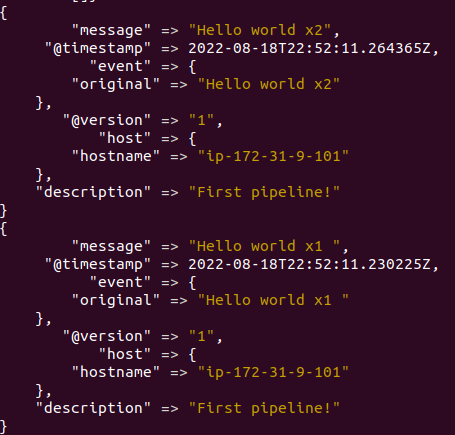 {
"message" => "Hello world x2",
"@timestamp" => 2022-08-18T22:52:11.264365Z,
"event" => {
"original" => "Hello world x2"
},
"@version" => "1",
"host" => {
"hostname" => "ip-172-31-9-101"
},
"description" => "First pipeline!"
}
{
"message" => "Hello world x1 ",
"@timestamp" => 2022-08-18T22:52:11.230225Z,
"event" => {
"original" => "Hello world x1 "
},
"@version" => "1",
"host" => {
"hostname" => "ip-172-31-9-101"
},
"description" => "First pipeline!"
}